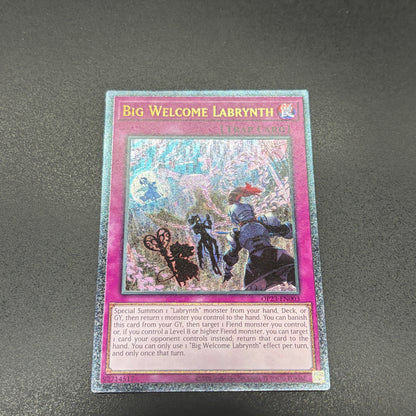 BIG WELCOME LABRYNTH
[TRAP CARD]
OP23-EN003
Special Summon 1 "Labrynth" monster from your hand, Deck, or
GY, then return 1 monster you control to the hand. You can banish
this card from your GY, then target 1 Fiend monster you control,
or, if you control a Level 8 or higher Fiend monster, you can target
1 card your opponent controls instead; return that card to the
hand. You can only use 1 "Big Welcome Labrynth" effect per turn,
and only once that turn.